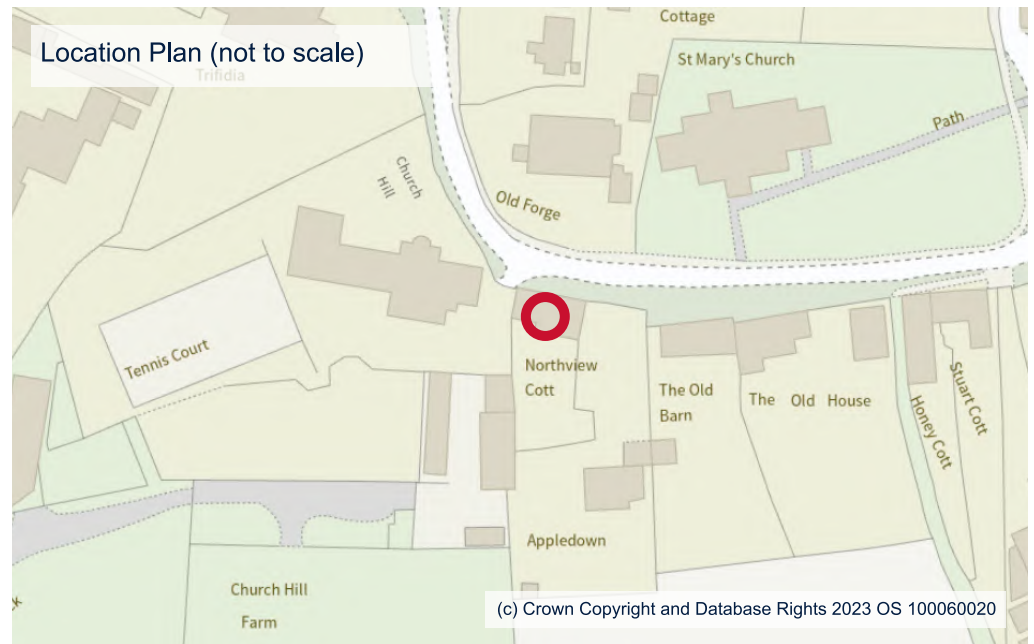 Location Plan (not to scale)
Trifidia
Cottage
St Mary's Church
Path
Church
Hill
Old Forge
Tennis Court
Northview
Cott
The Old
Barn
The Old House
Honey Cott
Stuart Cott
Appledown
Church Hill
Farm
(c) Crown Copyright and Database Rights 2023 OS 100060020